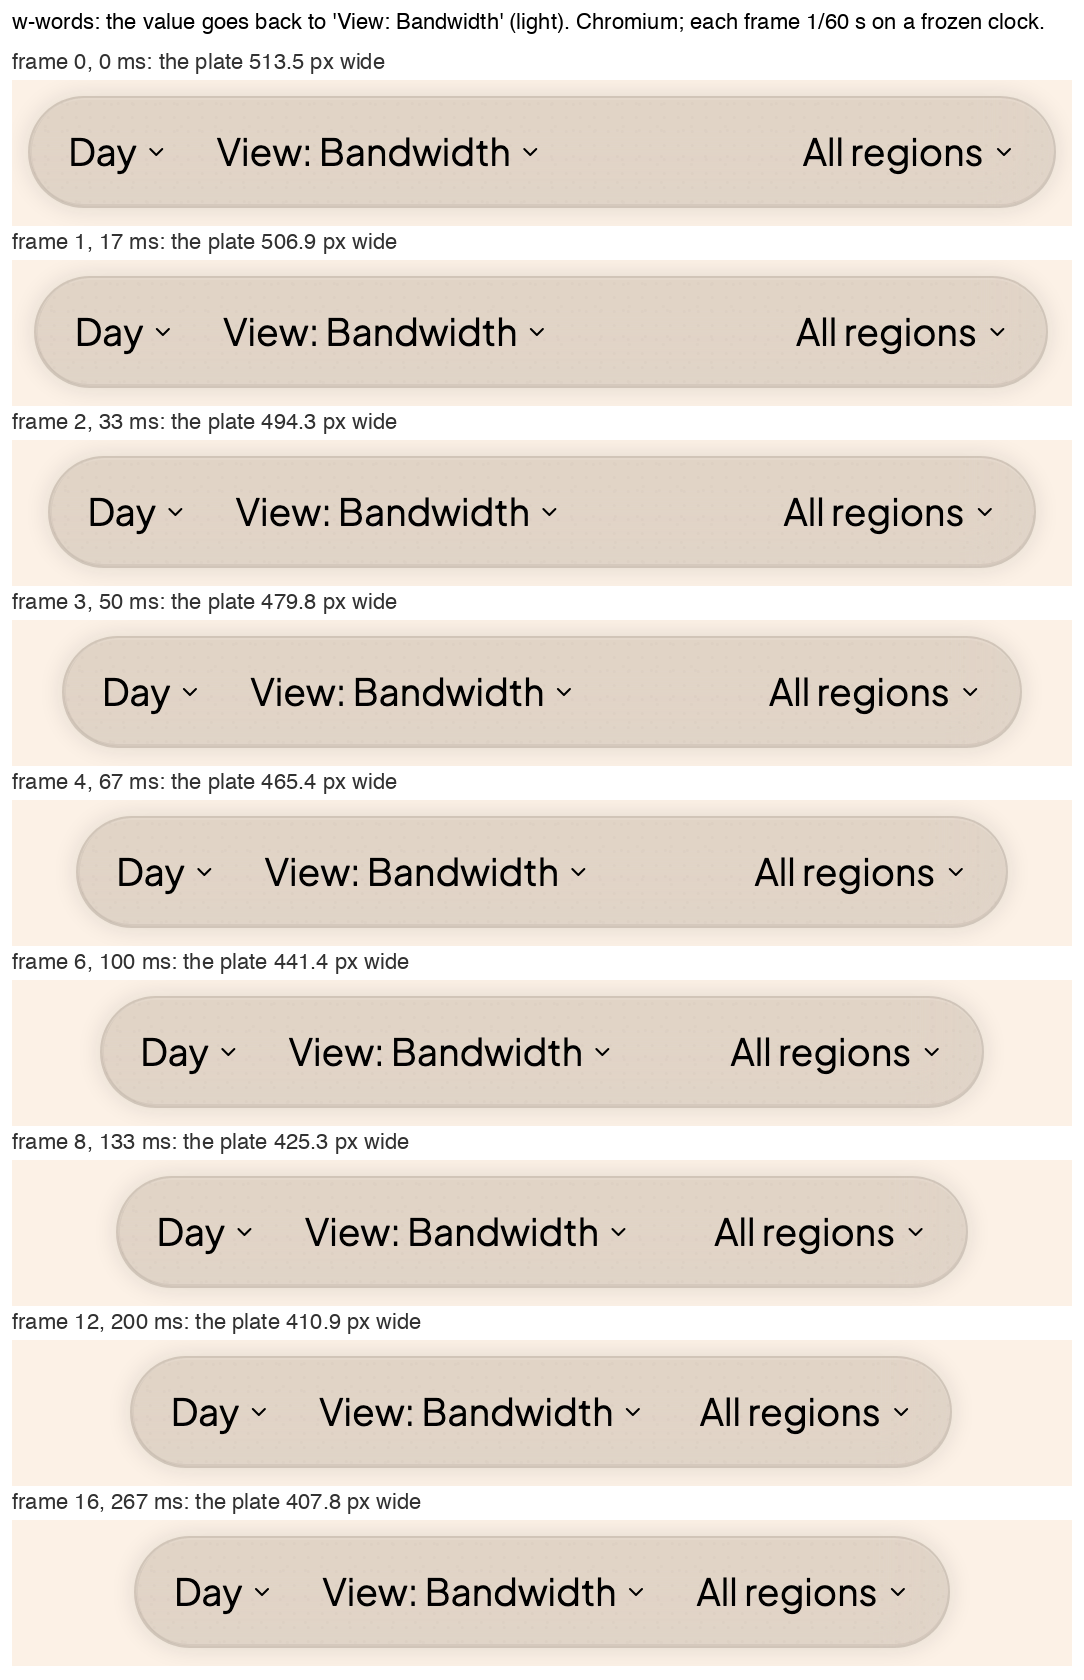 w-words: the value goes back to 'View: Bandwidth' (light). Chromium; each frame 1/60 s on a frozen clock.
frame 0, 0 ms: the plate 513.5 px wide
Day View: Bandwidth All regions
frame 1, 17 ms: the plate 506.9 px wide
Day View: Bandwidth All regions
frame 2, 33 ms: the plate 494.3 px wide
Day View: Bandwidth All regions
frame 3, 50 ms: the plate 479.8 px wide
Day View: Bandwidth All regions
frame 4, 67 ms: the plate 465.4 px wide
Day View: Bandwidth All regions
frame 6, 100 ms: the plate 441.4 px wide
Day View: Bandwidth All regions
frame 8, 133 ms: the plate 425.3 px wide
Day View: Bandwidth All regions
frame 12, 200 ms: the plate 410.9 px wide
Day View: Bandwidth All regions
frame 16, 267 ms: the plate 407.8 px wide
Day View: Bandwidth All regions